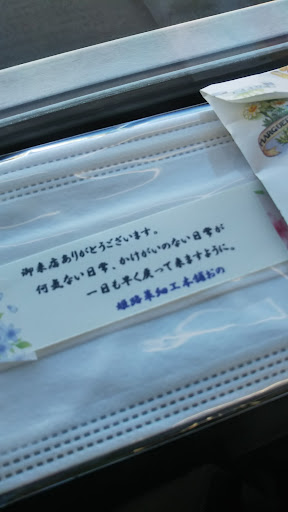 御来店ありがとうございます。
何気ない日常、かけがいのない日常が
一日も早く戻って来ますように。
姫路革細工本舗おの